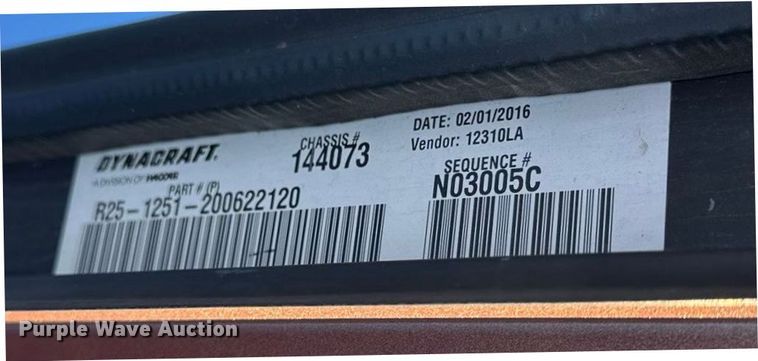 DYNACRAFT.
A DIVISION OF PACCAR
CHASSIS #
144073
DATE: 02/01/2016
Vendor: 12310LA
PART # (P)
R25-1251-200622120
SEQUENCE #
N03005C
Purple Wave Auction